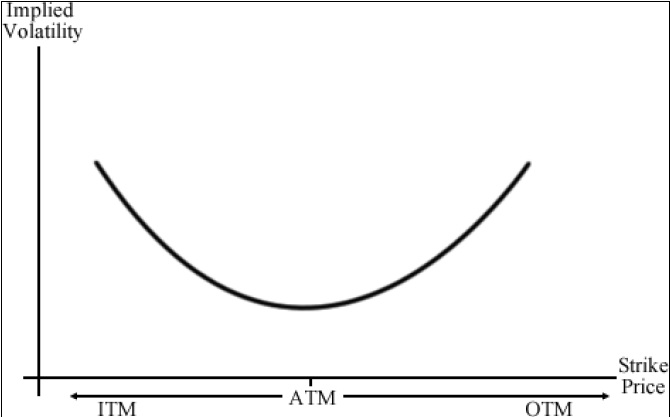 Implied
Volatility
Strike
Price
ATM
ITM
OTM